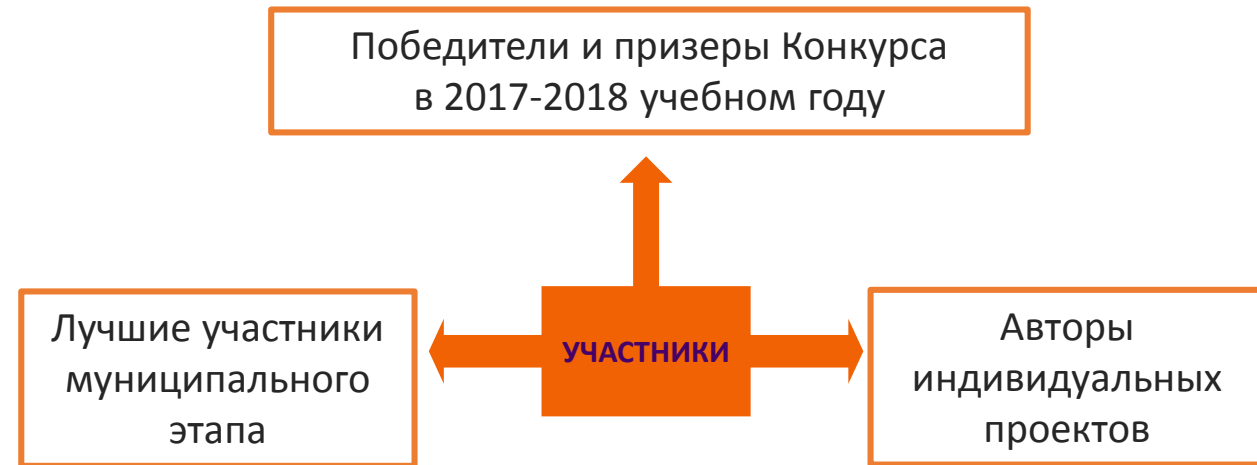 Победители и призеры Конкурса
в 2017-2018 учебном году
Лучшие участники
муниципального
этапа
УЧАСТНИКИ
Авторы
индивидуальных
проектов